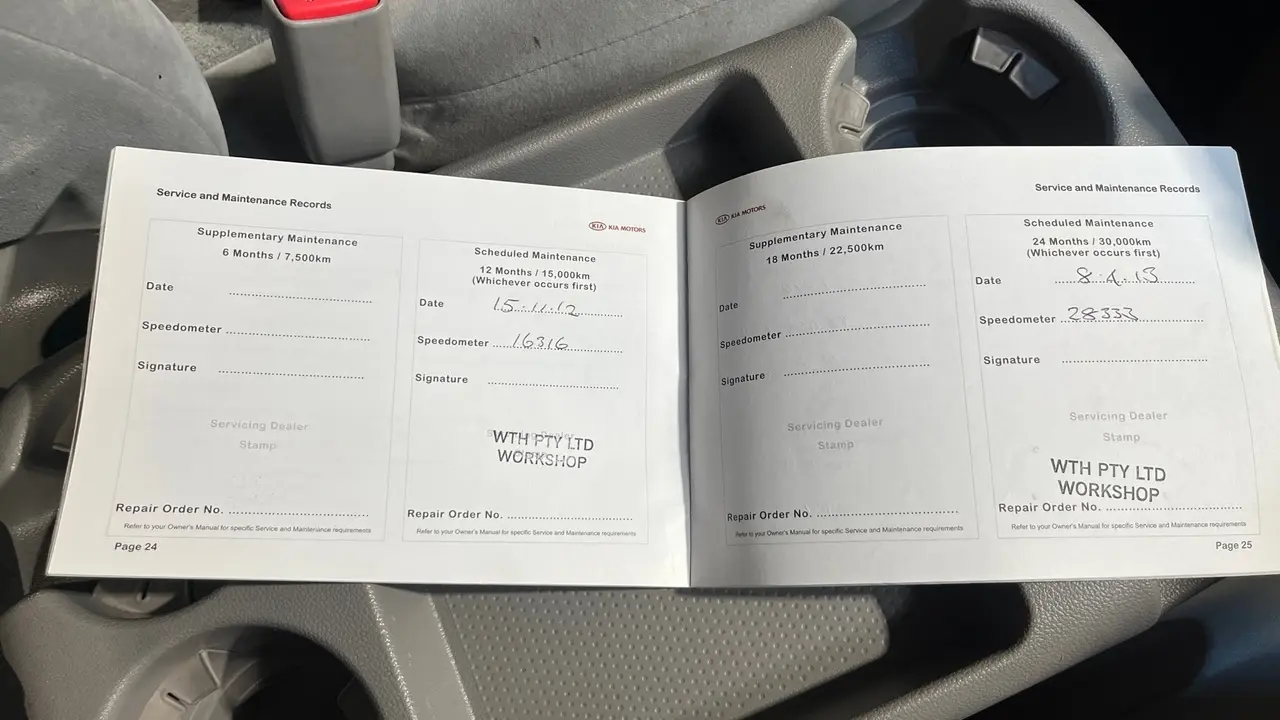 Service and Maintenance Records
KIA KIA MOTORS
Supplementary Maintenance
6 Months / 7,500km
Date
Speedometer
Signature
Servicing Dealer
Stamp
Repair Order No.
Refer to your Owner's Manual for specific Service and Maintenance requirements
Scheduled Maintenance
12 Months / 15,000km
(Whichever occurs first)
Date 15.11.12
Speedometer 16316
Signature
WTH PTY LTD
WORKSHOP
Repair Order No.
Refer to your Owner's Manual for specific Service and Maintenance requirements
Page 24
Service and Maintenance Records
KIA KIA MOTORS
Supplementary Maintenance
18 Months / 22,500km
Date
Speedometer
Signature
Servicing Dealer
Stamp
Repair Order No.
Refer to your Owner's Manual for specific Service and Maintenance requirements
Scheduled Maintenance
24 Months / 30,000km
(Whichever occurs first)
Date
Speedometer 28333
Signature
Servicing Dealer
Stamp
WTH PTY LTD
WORKSHOP
Repair Order No.
Refer to your Owner's Manual for specific Service and Maintenance requirements
Page 25